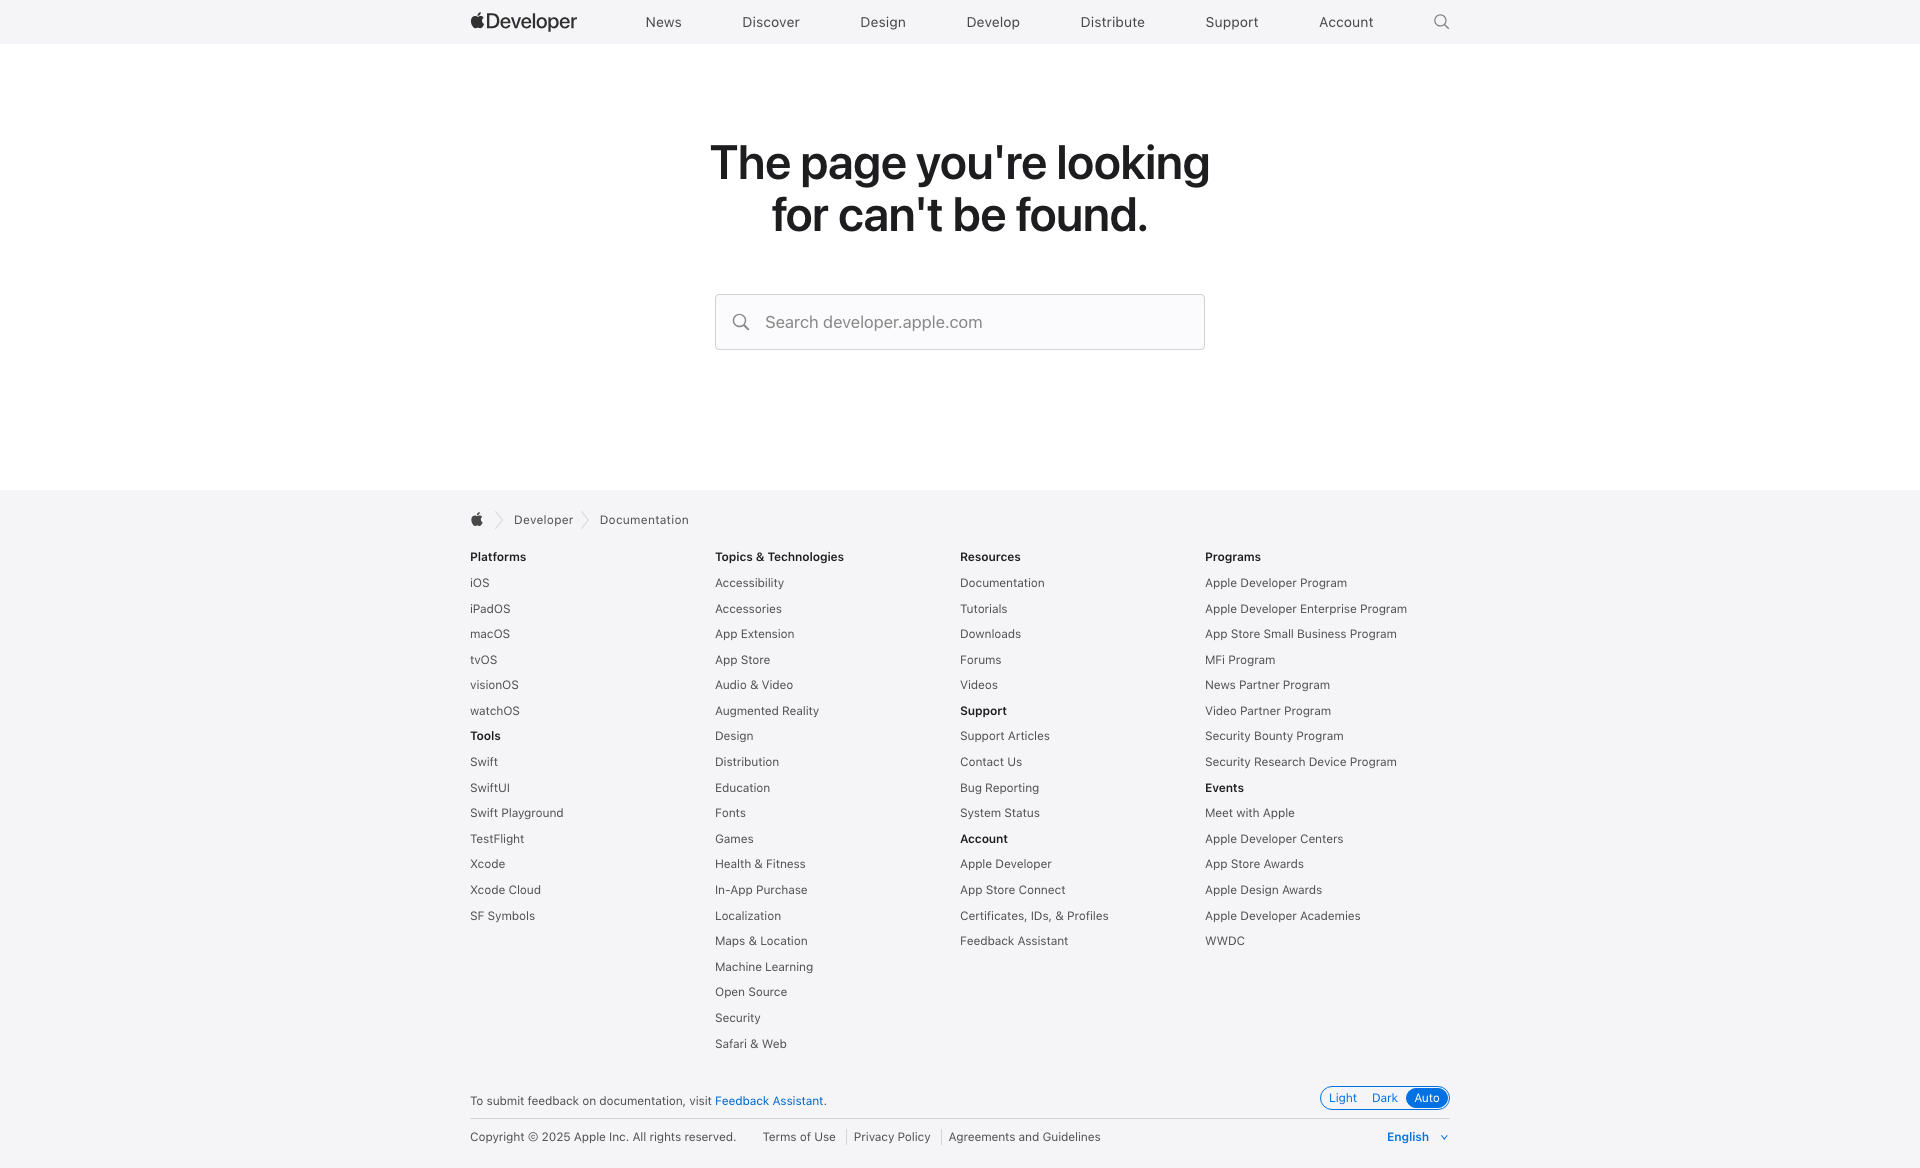 Developer
News
Discover
Design
Develop
Distribute
Support
Account
The page you're looking
for can't be found.
Search developer.apple.com
Developer
Documentation
Platforms
iOS
iPadOS
macOS
tvOS
visionOS
watchOS
Tools
Swift
SwiftUI
Swift Playground
TestFlight
Xcode
Xcode Cloud
SF Symbols
Topics & Technologies
Accessibility
Accessories
App Extension
App Store
Audio & Video
Augmented Reality
Design
Distribution
Education
Fonts
Games
Health & Fitness
In-App Purchase
Localization
Maps & Location
Machine Learning
Open Source
Security
Safari & Web
Resources
Documentation
Tutorials
Downloads
Forums
Videos
Support
Support Articles
Contact Us
Bug Reporting
System Status
Account
Apple Developer
App Store Connect
Certificates, IDs, & Profiles
Feedback Assistant
Programs
Apple Developer Program
Apple Developer Enterprise Program
App Store Small Business Program
MFi Program
News Partner Program
Video Partner Program
Security Bounty Program
Security Research Device Program
Events
Meet with Apple
Apple Developer Centers
App Store Awards
Apple Design Awards
Apple Developer Academies
WWDC
To submit feedback on documentation, visit Feedback Assistant.
Light
Dark
Auto
Copyright © 2025 Apple Inc. All rights reserved.
Terms of Use
Privacy Policy
Agreements and Guidelines
English